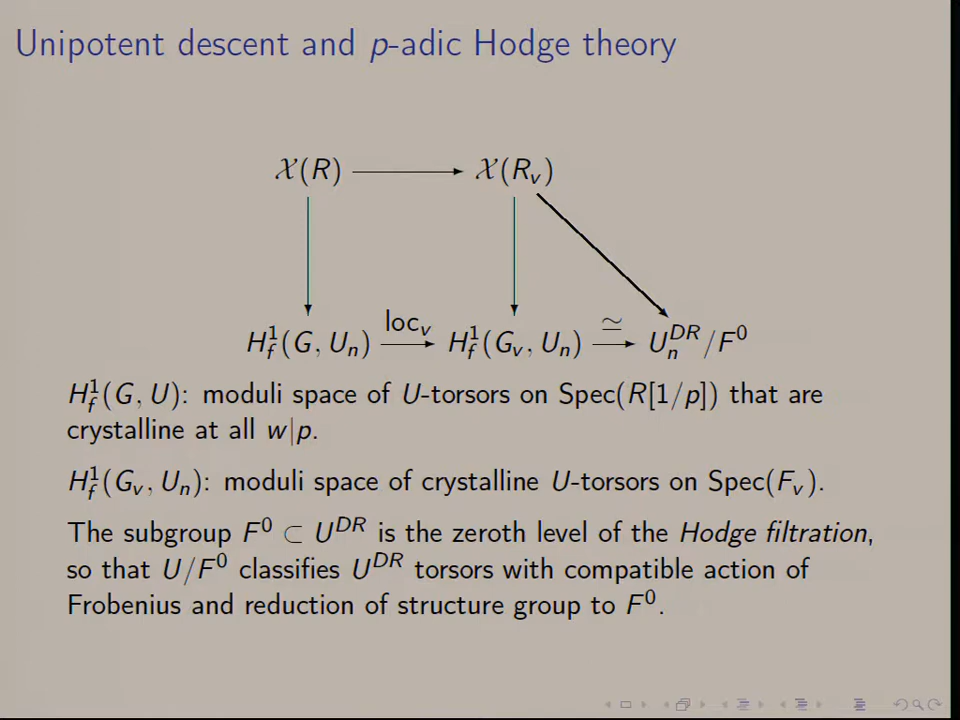 Unipotent descent and p-adic Hodge theory
𝒳(R) ⟶ 𝒳(R_v)
H^1_f(G, U_n) ⟶^{loc_v} H^1_f(G_v, U_n) ⟶^{≃} U^{DR}_n/F^0
H^1_f(G, U): moduli space of U-torsors on Spec(R[1/p]) that are
crystalline at all w|p.
H^1_f(G_v, U_n): moduli space of crystalline U-torsors on Spec(F_v).
The subgroup F^0 ⊂ U^{DR} is the zeroth level of the Hodge filtration,
so that U/F^0 classifies U^{DR} torsors with compatible action of
Frobenius and reduction of structure group to F^0.